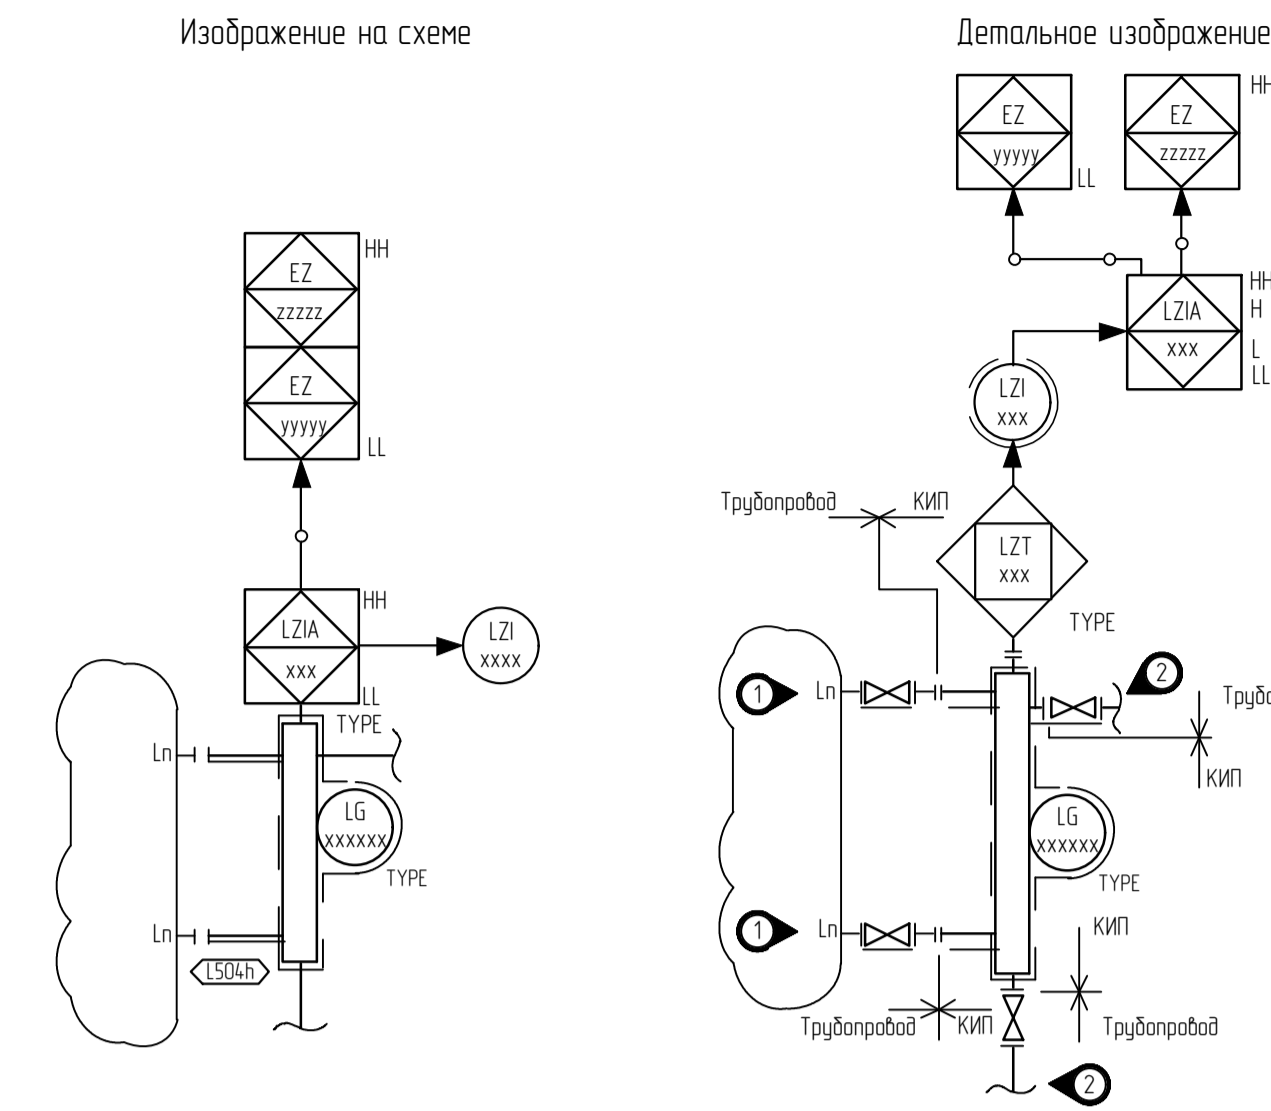 Изображение на схеме
Детальное изображение
EZ
zzzzz
HH
EZ
yyyyy
LL
LZIA
xxx
HH
LL
LZI
xxxx
TYPE
Ln
LG
xxxxxx
TYPE
Ln
L504h
EZ
yyyyy
LL
EZ
zzzzz
HH
LZIA
xxx
HH
H
L
LL
LZI
xxx
Трубопровод
КИП
LZT
xxx
TYPE
1
Ln
2
КИП
LG
xxxxxx
TYPE
1
Ln
КИП
Трубопровод
КИП
Трубопровод
2